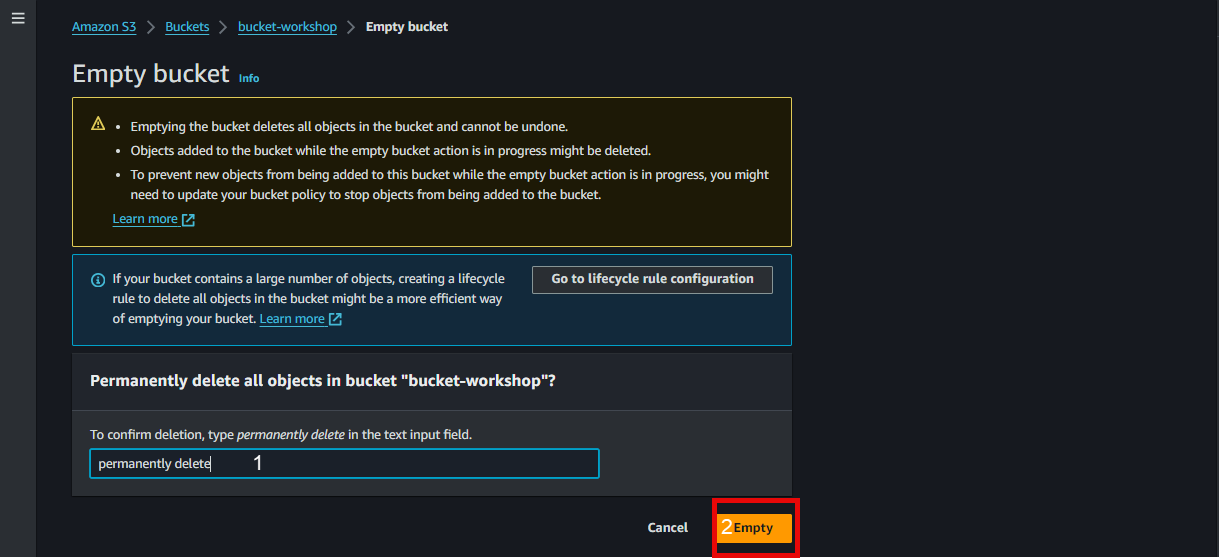 Amazon S3 > Buckets > bucket-workshop > Empty bucket
Empty bucket Info
• Emptying the bucket deletes all objects in the bucket and cannot be undone.
• Objects added to the bucket while the empty bucket action is in progress might be deleted.
• To prevent new objects from being added to this bucket while the empty bucket action is in progress, you might
need to update your bucket policy to stop objects from being added to the bucket.
Learn more
If your bucket contains a large number of objects, creating a lifecycle
rule to delete all objects in the bucket might be a more efficient way
of emptying your bucket. Learn more
Go to lifecycle rule configuration
Permanently delete all objects in bucket "bucket-workshop"?
To confirm deletion, type permanently delete in the text input field.
permanently delete 1
Cancel 2 Empty